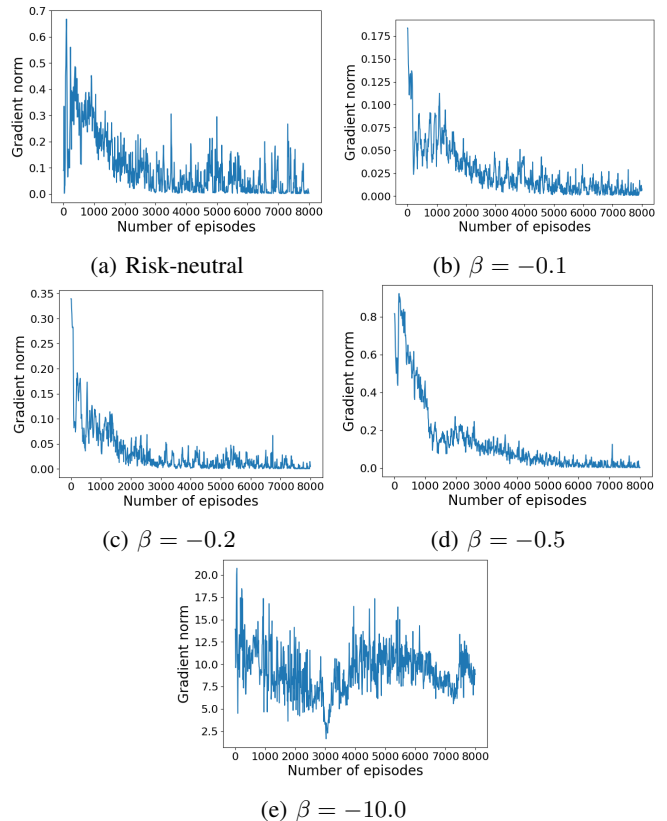 0.7
0.6
0.5
0.4
0.3
0.2
0.1
0.0
Gradient norm
0 1000 2000 3000 4000 5000 6000 7000 8000
Number of episodes
(a) Risk-neutral
0.175
0.150
0.125
0.100
0.075
0.050
0.025
0.000
Gradient norm
0 1000 2000 3000 4000 5000 6000 7000 8000
Number of episodes
(b) β = −0.1
0.35
0.30
0.25
0.20
0.15
0.10
0.05
0.00
Gradient norm
0 1000 2000 3000 4000 5000 6000 7000 8000
Number of episodes
(c) β = −0.2
0.8
0.6
0.4
0.2
0.0
Gradient norm
0 1000 2000 3000 4000 5000 6000 7000 8000
Number of episodes
(d) β = −0.5
20.0
17.5
15.0
12.5
10.0
7.5
5.0
2.5
Gradient norm
0 1000 2000 3000 4000 5000 6000 7000 8000
Number of episodes
(e) β = −10.0